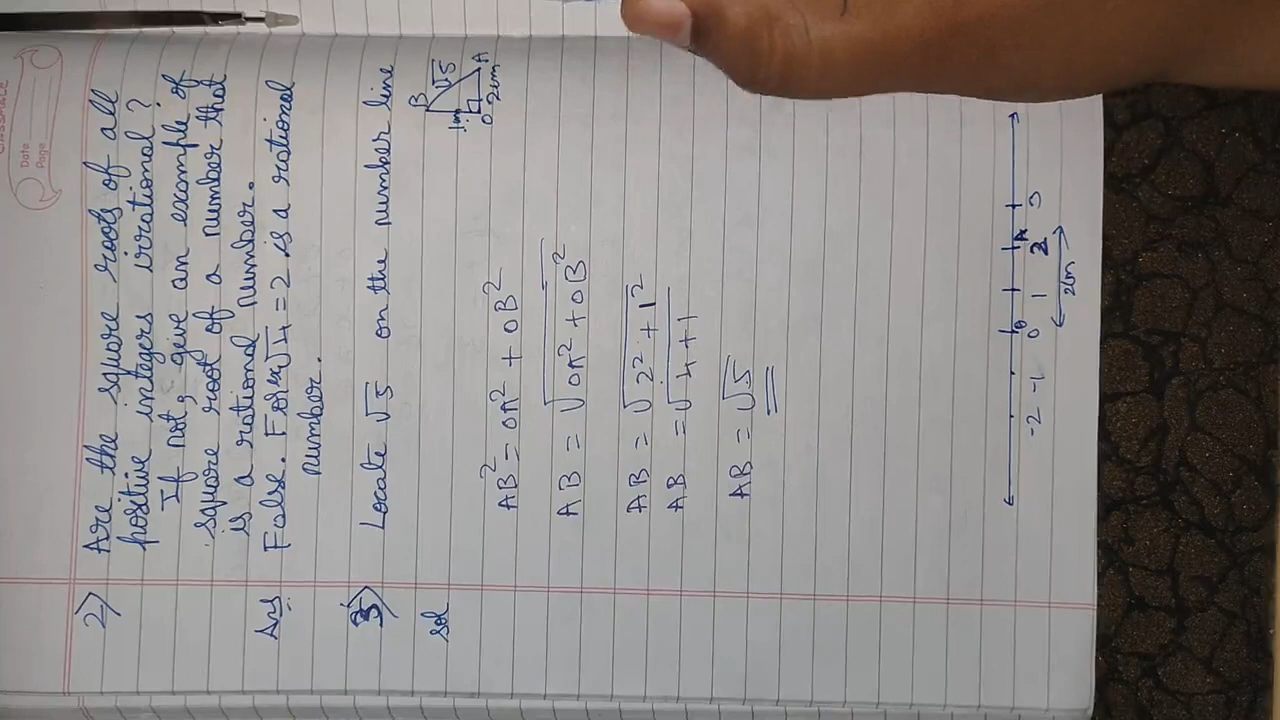 CLASSMATE
Date
Page
2) Are the square roots of all
positive integers irrational ?
If not, give an example of
square root of a number that
is a rational number.
Ans False. For √4 = 2 is a rational
number.
3) Locate √5 on the number line
sol
B
√5
1cm
O 2cm A
AB² = OA² + OB²
AB = √OA² + OB²
AB = √2² + 1²
AB = √4 + 1
AB = √5
O A
-2 -1 0 1 2 3
2cm